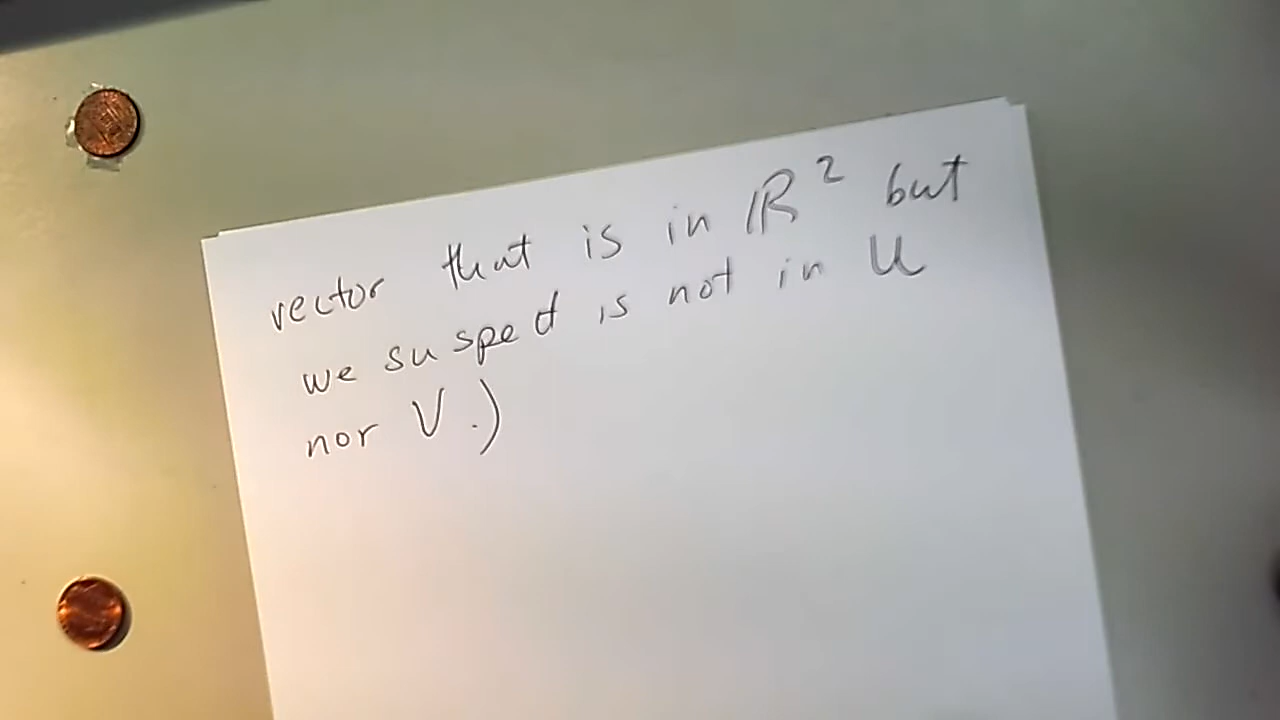 vector that is in ℝ² but
we suspect is not in U
nor V.)